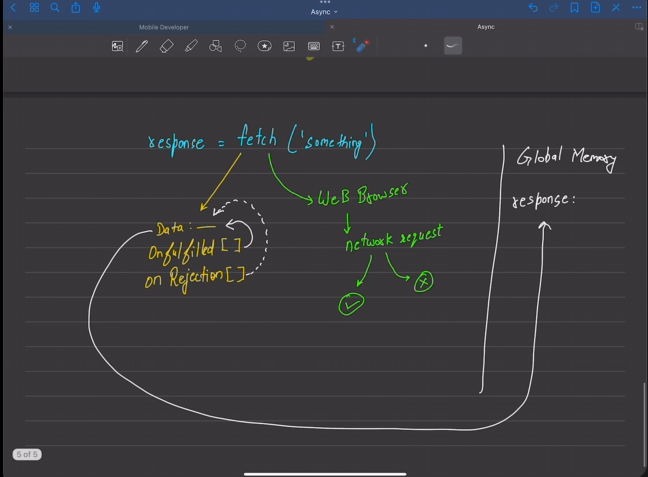 Async
Mobile Developer
Async
response = fetch ('something')
Global Memory
response:
WEB Browser
network request
Data: —
Onfulfilled [ ]
on Rejection [ ]
5 of 5